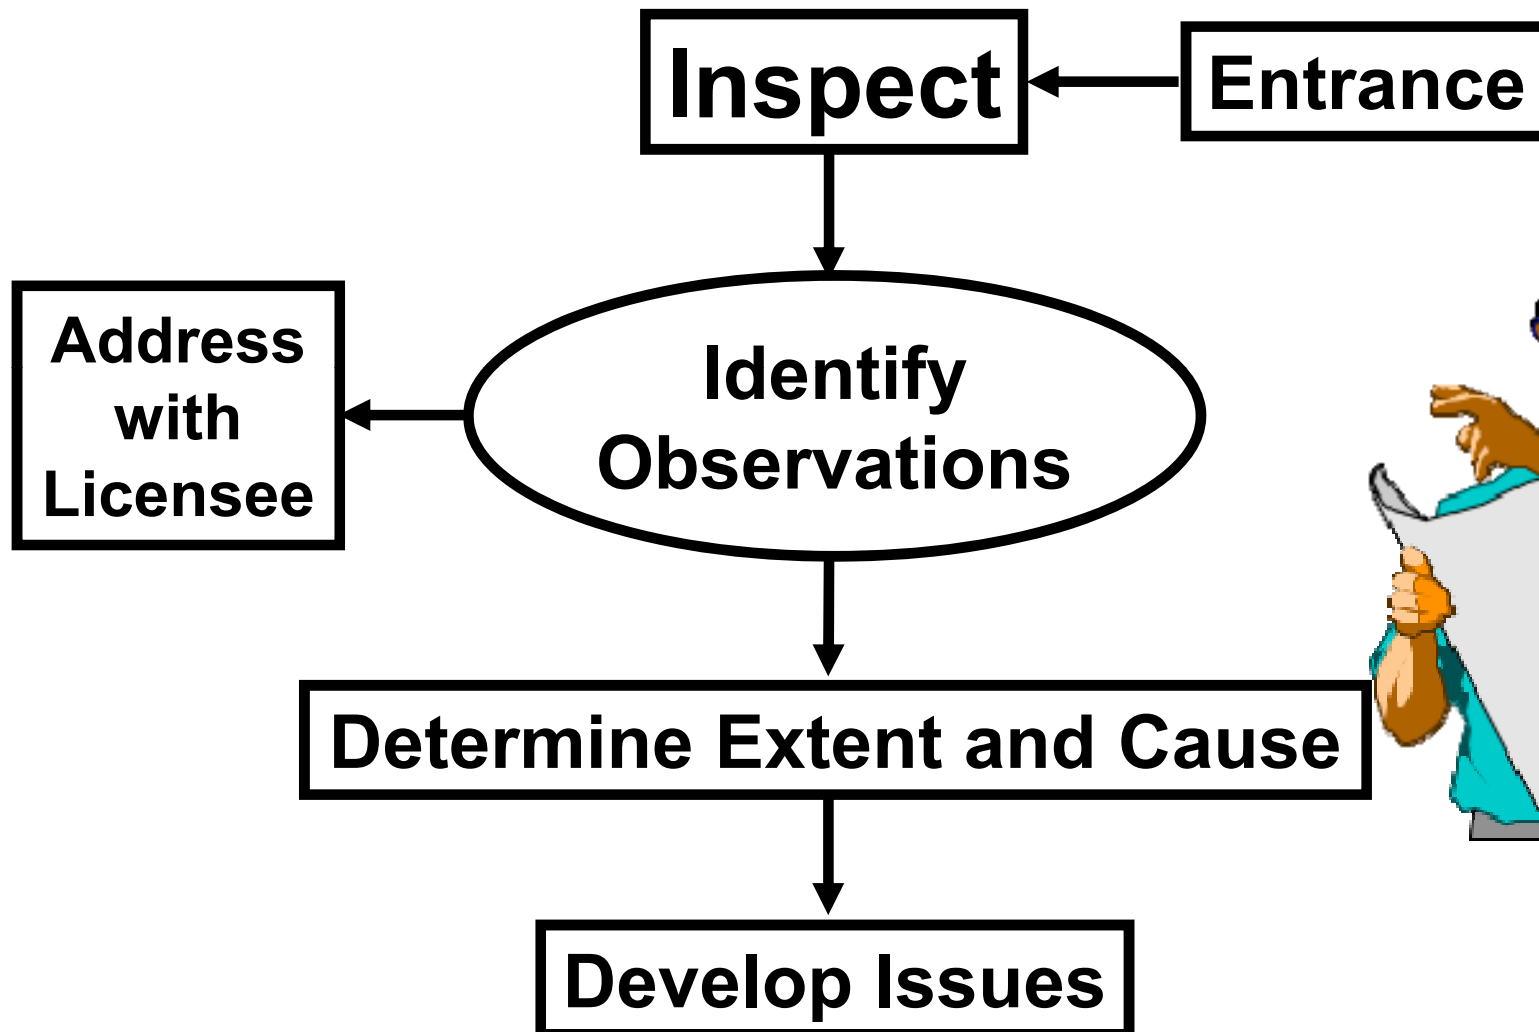 Inspect
Entrance
Address
with
Licensee
Identify
Observations
Determine Extent and Cause
Develop Issues